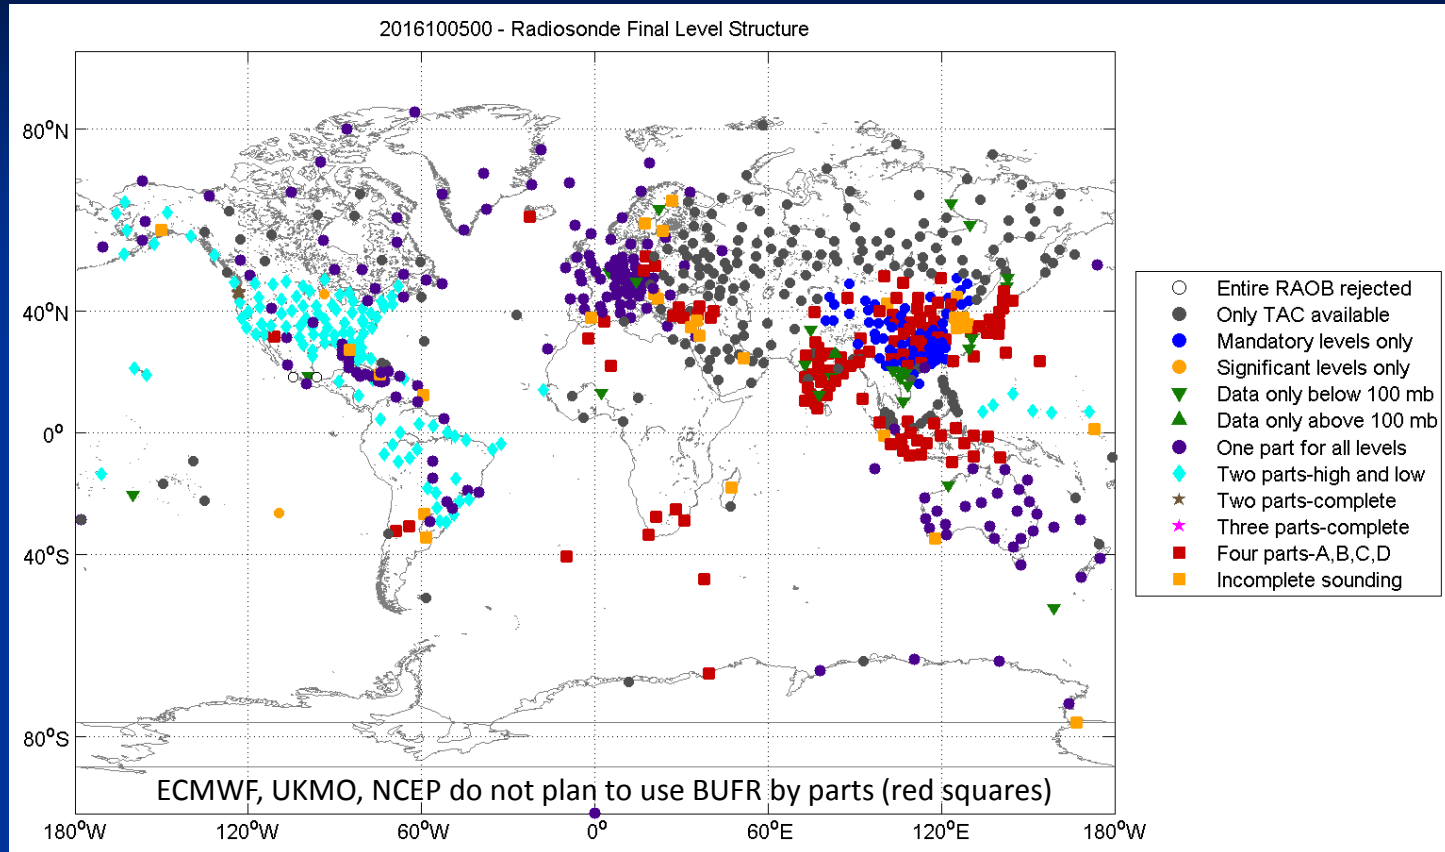 2016100500 - Radiosonde Final Level Structure
80°N
40°N
0°
40°S
80°S
180°W
120°W
60°W
0°
60°E
120°E
180°W
ECMWF, UKMO, NCEP do not plan to use BUFR by parts (red squares)
Entire RAOB rejected
Only TAC available
Mandatory levels only
Significant levels only
Data only below 100 mb
Data only above 100 mb
One part for all levels
Two parts-high and low
Two parts-complete
Three parts-complete
Four parts-A,B,C,D
Incomplete sounding